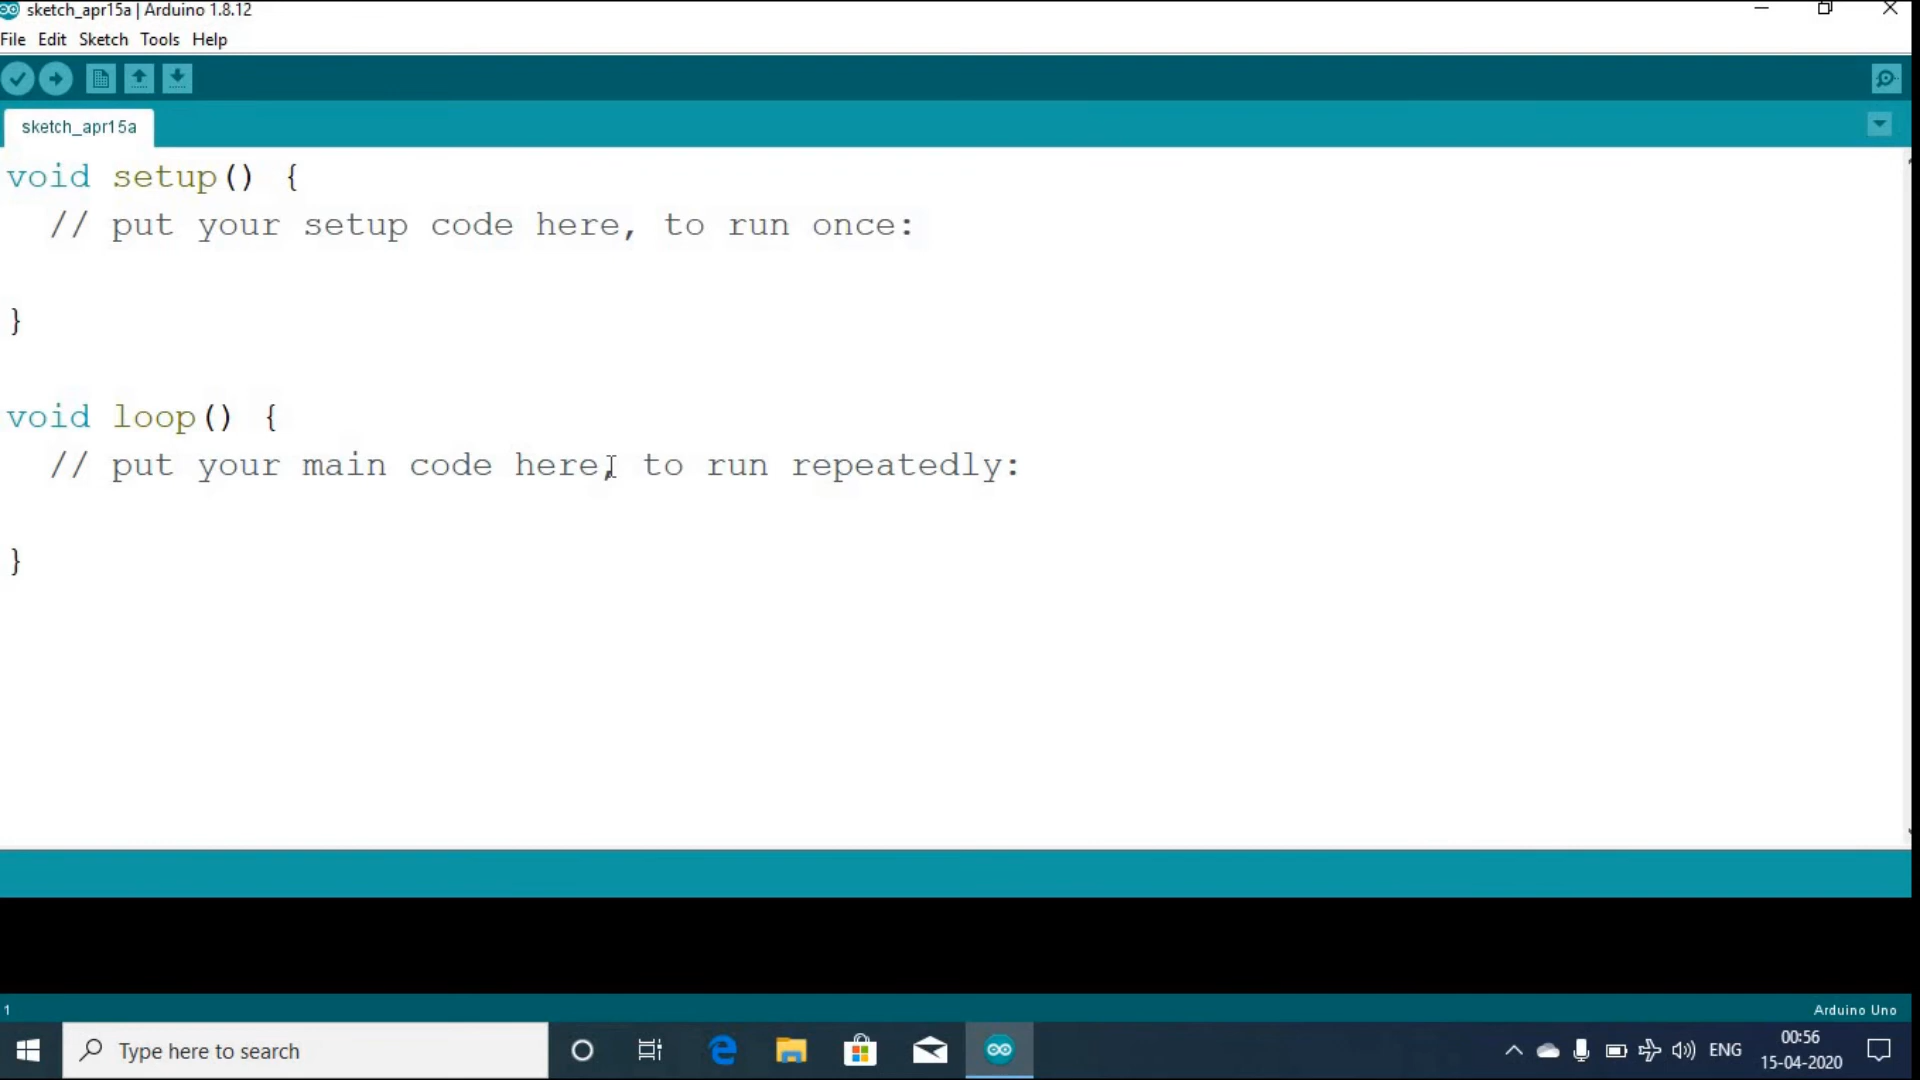 sketch_apr15a | Arduino 1.8.12
File Edit Sketch Tools Help
sketch_apr15a
void setup() {
// put your setup code here, to run once:
}
void loop() {
// put your main code here, to run repeatedly:
}
1
Arduino Uno
Type here to search
ENG
00:56
15-04-2020